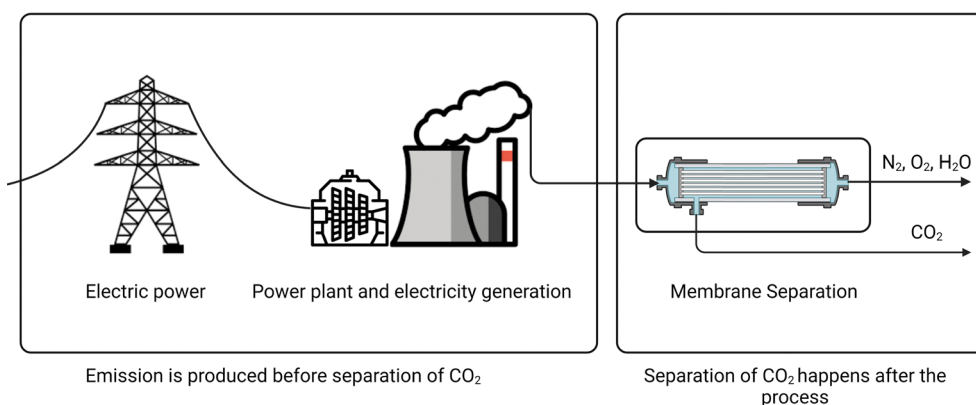 N₂, O₂, H₂O
CO₂
Electric power
Power plant and electricity generation
Membrane Separation
Emission is produced before separation of CO₂
Separation of CO₂ happens after the
process